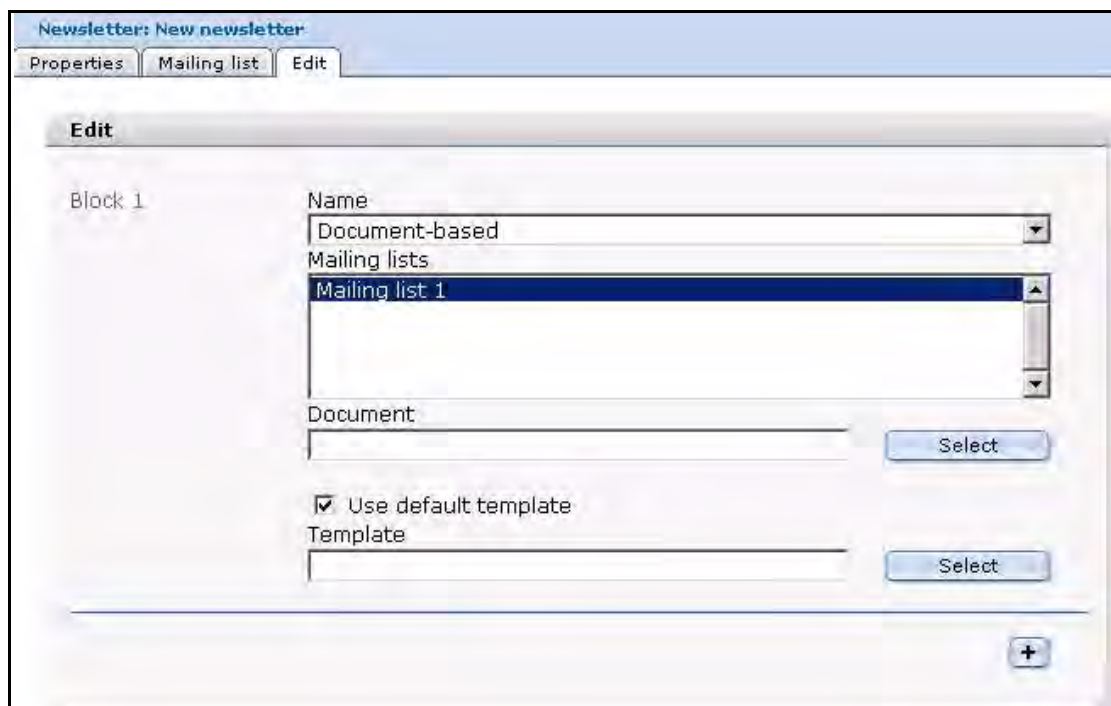 Newsletter: New newsletter
Properties Mailing list Edit
Edit
Block 1 Name
Document-based
Mailing lists
Mailing list 1
Document
Select
Use default template
Template
Select
+